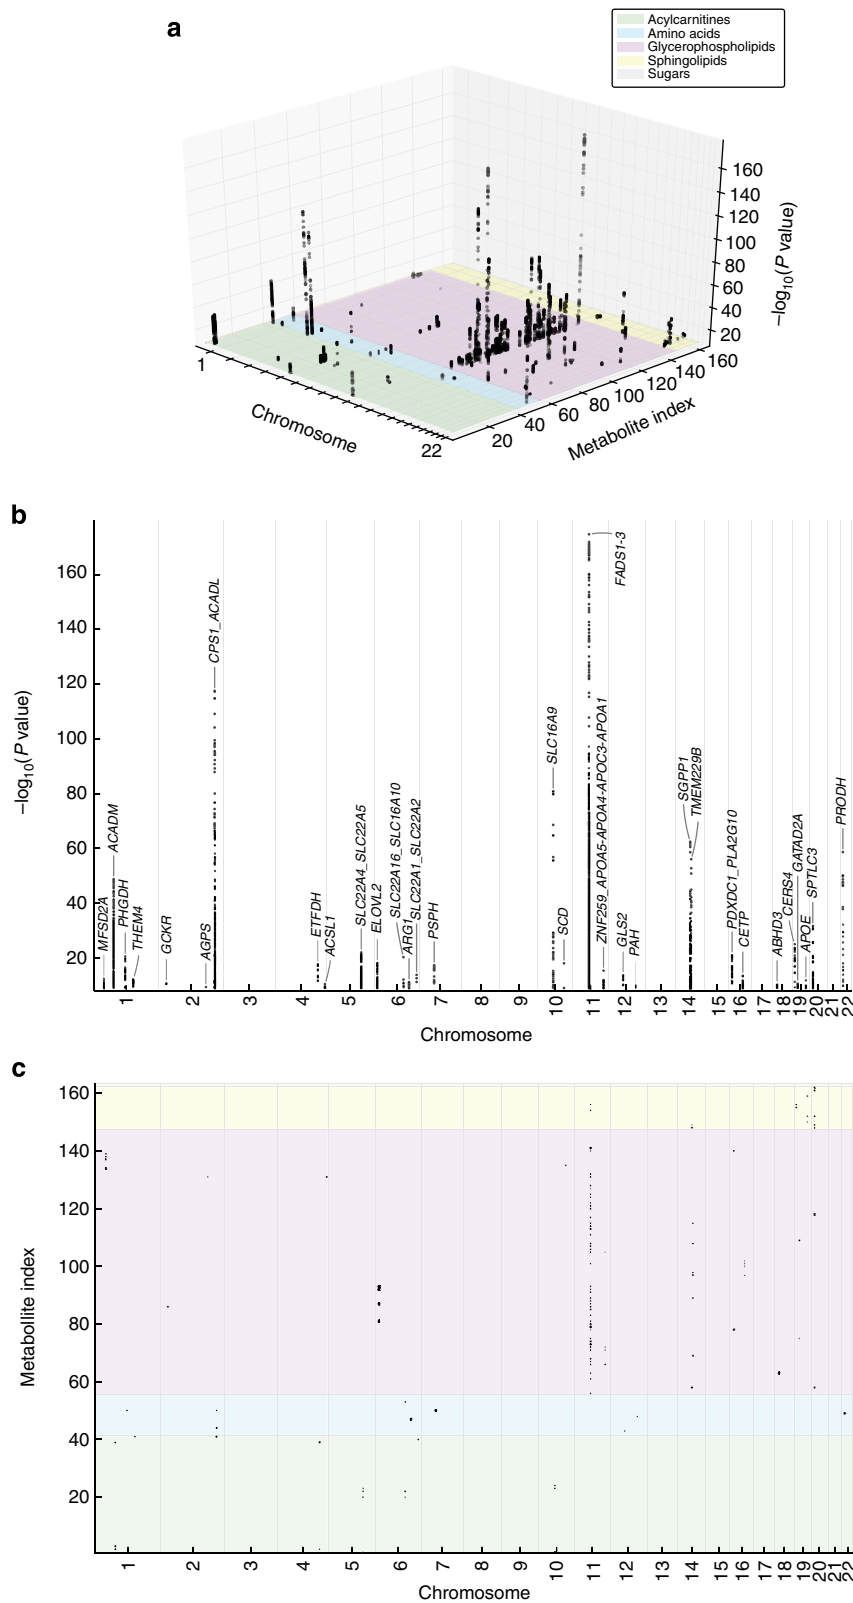 a
Acylcarnitines
Amino acids
Glycerophospholipids
Sphingolipids
Sugars
160
140
120
100
80
60
40
20
–log10(P value)
1
Chromosome
22
20
40
60
80
100
120
140
160
Metabolite index
b
160
140
120
100
80
60
40
20
–log10(P value)
MFSD2A
ACADM
PHGDH
THEM4
GCKR
AGPS
CPS1_ACADL
ETFDH
ACSL1
SLC22A4_SLC22A5
ELOVL2
SLC22A16_SLC16A10
ARG1
SLC22A1_SLC22A2
PSPH
SLC16A9
SCD
FADS1-3
ZNF259_APOA5-APOA4-APOC3-APOA1
GLS2
PAH
SGPP1
TMEM229B
PDXDC1_PLA2G10
CETP
ABHD3
CERS4
GATAD2A
APOE
SPTLC3
PRODH
1 2 3 4 5 6 7 8 9 10 11 12 13 14 15 16 17 18 19 20 21 22
Chromosome
c
160
140
120
100
80
60
40
20
Metabollite index
1 2 3 4 5 6 7 8 9 10 11 12 13 14 15 16 17 18 19 20 21 22
Chromosome